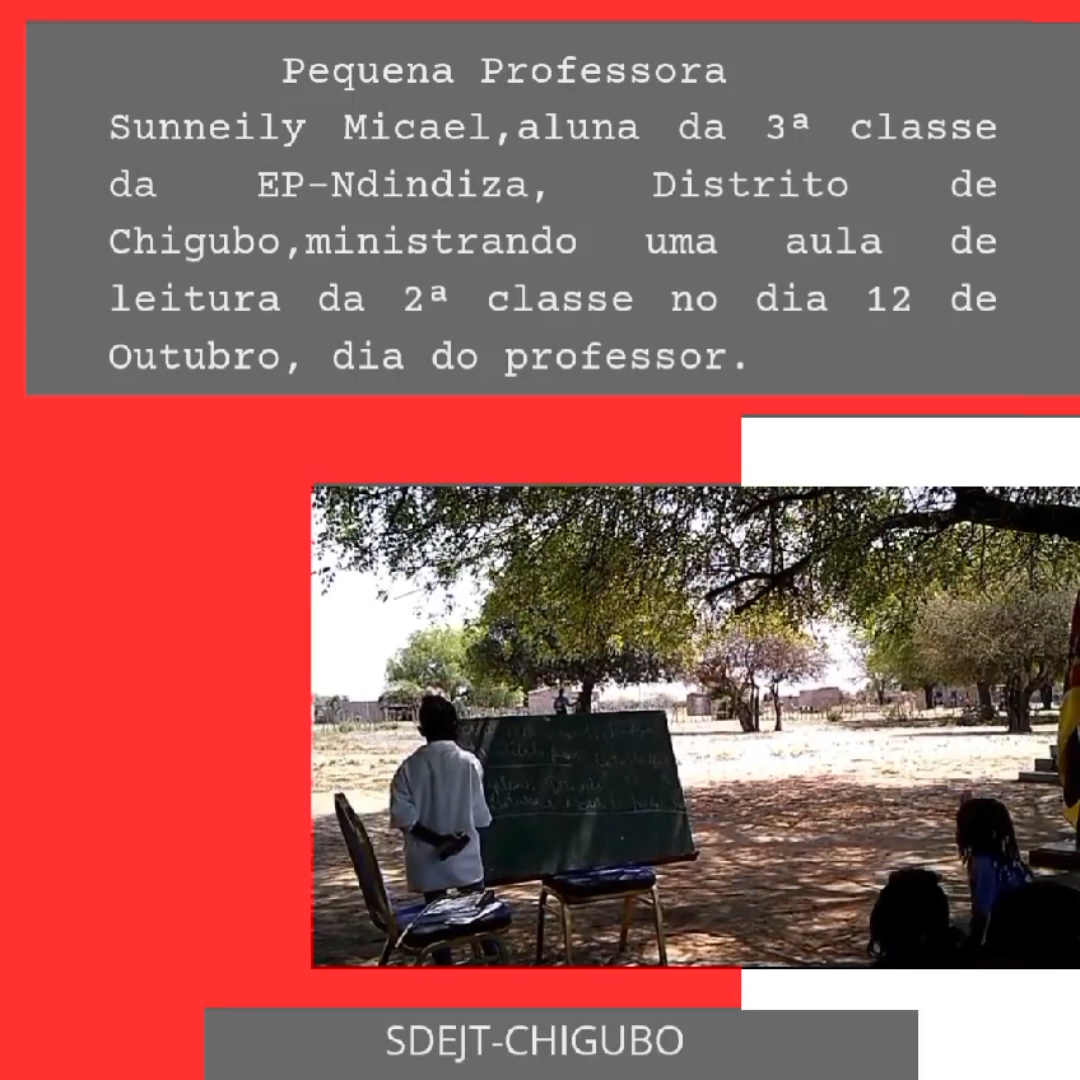 Pequena Professora
Sunneily Micael,aluna da 3ª classe
da EP-Ndindiza, Distrito de
Chigubo,ministrando uma aula de
leitura da 2ª classe no dia 12 de
Outubro, dia do professor.
SDEJT-CHIGUBO